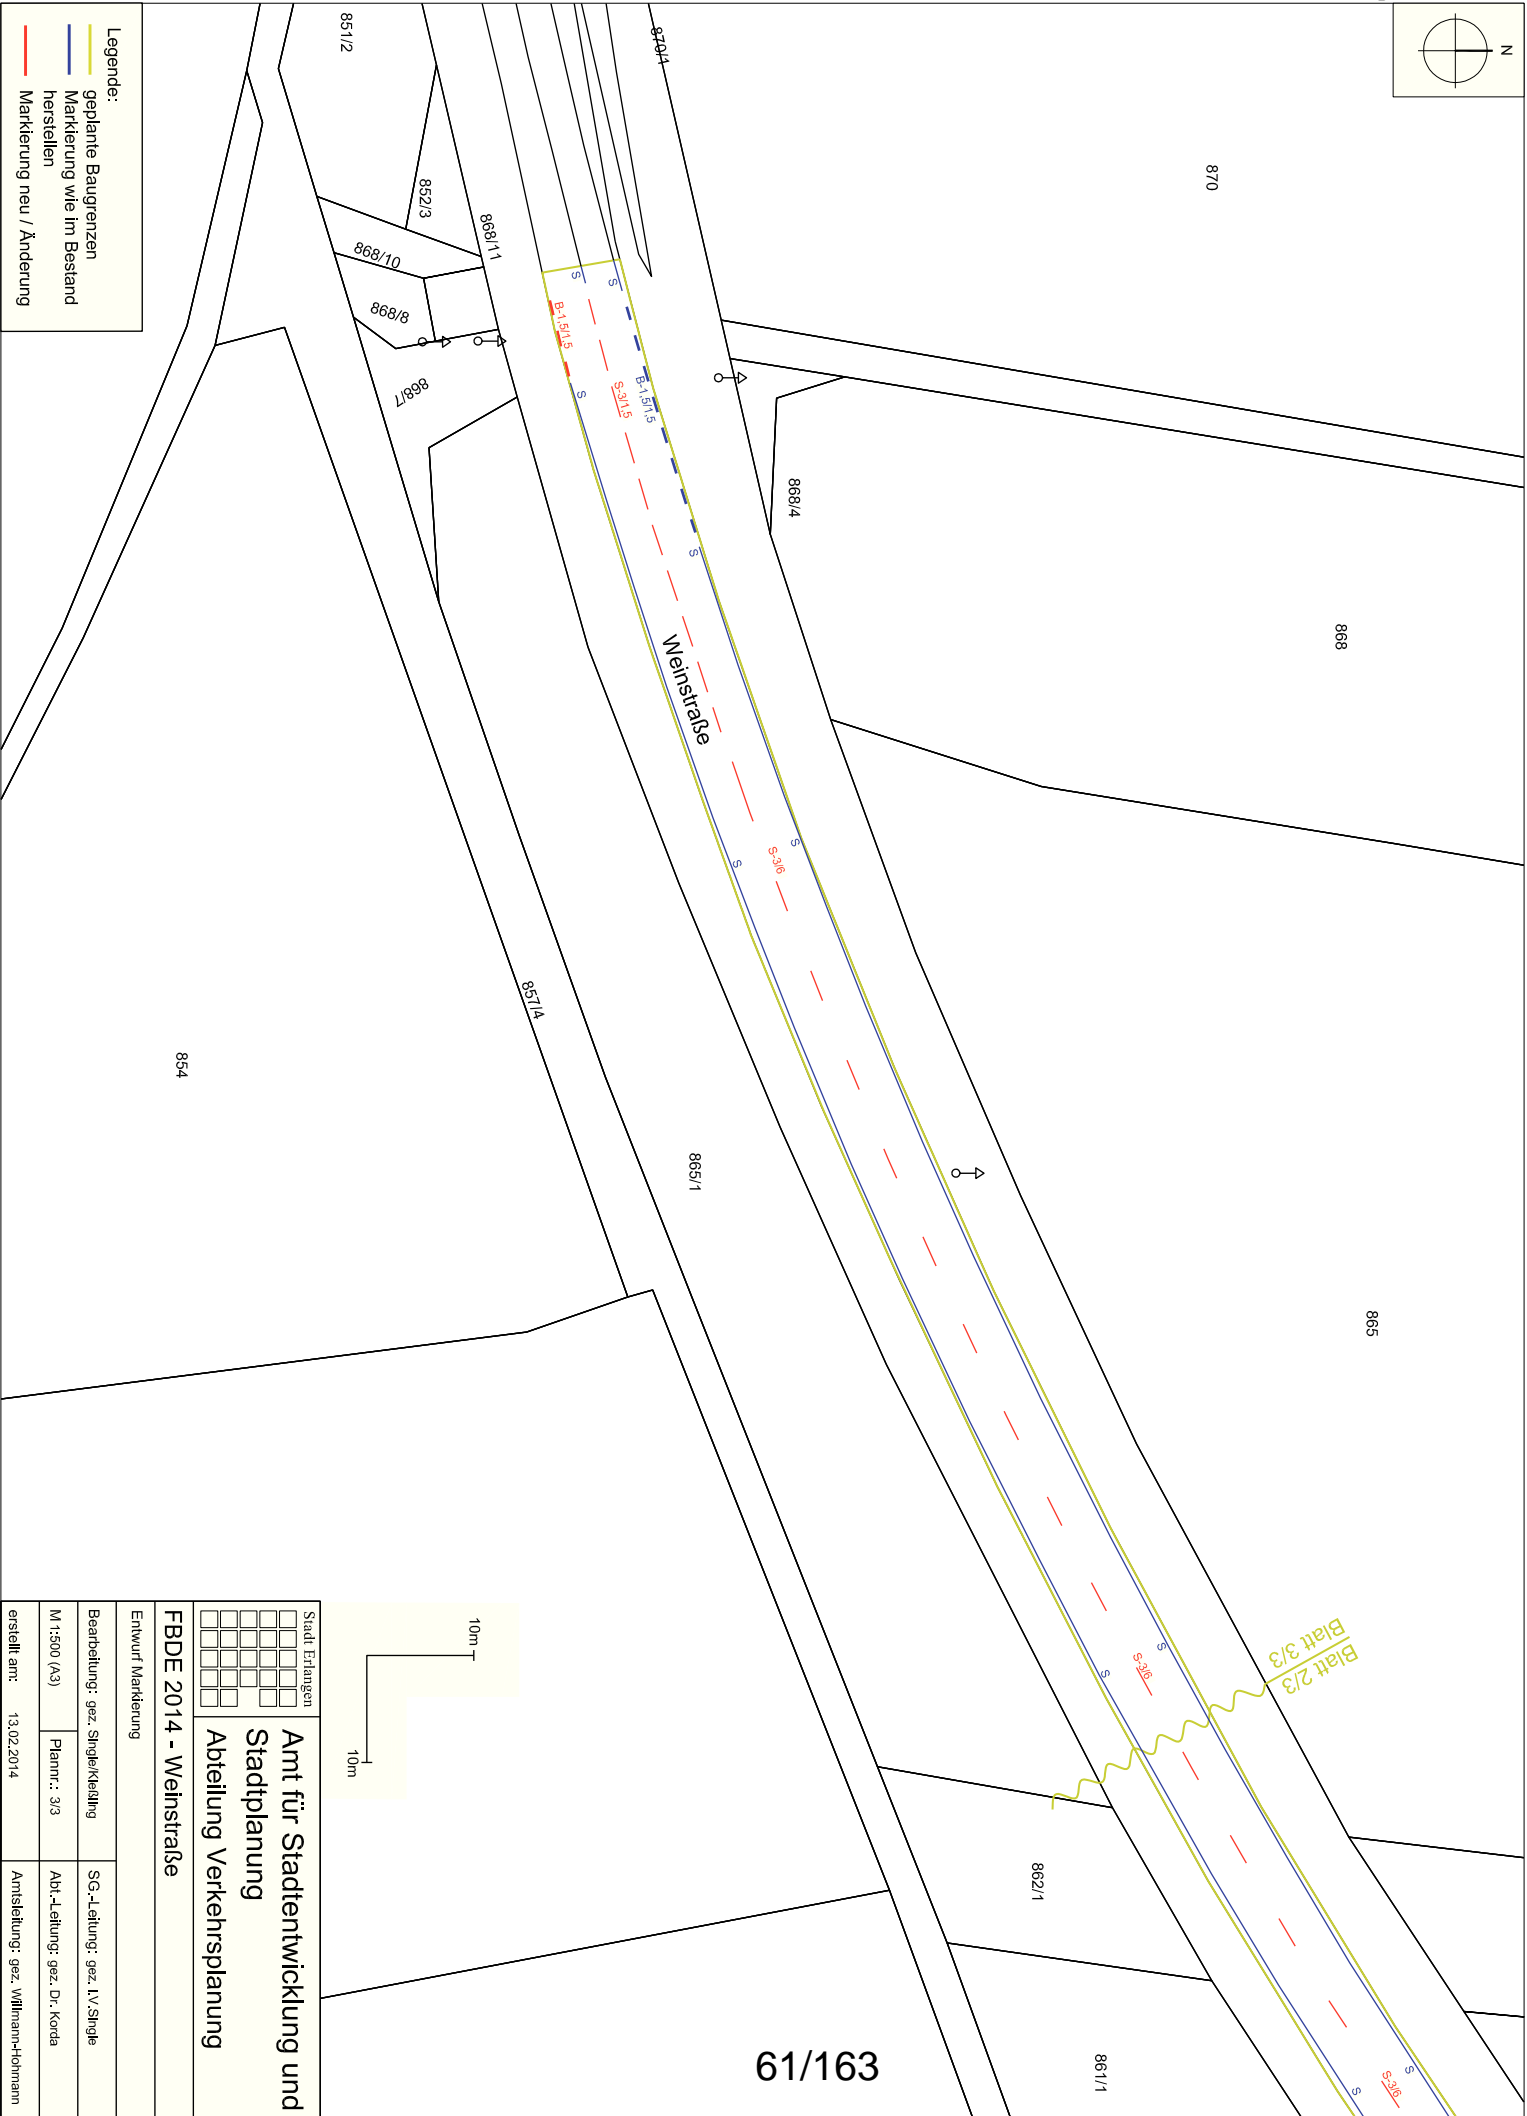 N
870
870/1
851/2
852/3
868/11
868/10
868/8
868/7
868/4
868
865
Legende:
geplante Baugrenzen
Markierung wie im Bestand
herstellen
Markierung neu / Änderung
S
S
B-1,5/1,5
S-3/1,5
B-1,5/1,5
S
S
Weinstraße
S
S-3/6
S
857/4
854
865/1
S
S-3/6
S
Blatt 2/3
Blatt 3/3
862/1
861/1
S
S-3/6
S
10m
10m
Stadt Erlangen
Amt für Stadtentwicklung und
Stadtplanung
Abteilung Verkehrsplanung
FBDE 2014 - Weinstraße
Entwurf Markierung
Bearbeitung: gez. Single/Kießling
SG.-Leitung: gez. I.V.Single
M 1:500 (A3)
Plannr.: 3/3
Abt.-Leitung: gez. Dr. Korda
erstellt am: 13.02.2014
Amtsleitung: gez. Willmann-Hohmann
61/163